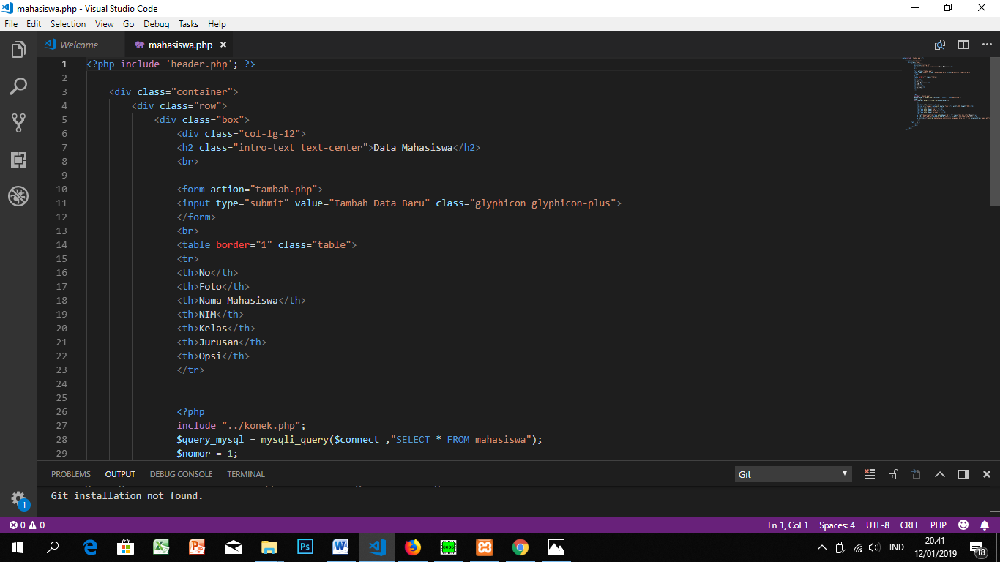 mahasiswa.php - Visual Studio Code
File Edit Selection View Go Debug Tasks Help
Welcome mahasiswa.php
1 <?php include 'header.php'; ?>
2
3 <div class="container">
4 <div class="row">
5 <div class="box">
6 <div class="col-lg-12">
7 <h2 class="intro-text text-center">Data Mahasiswa</h2>
8 <br>
9
10 <form action="tambah.php">
11 <input type="submit" value="Tambah Data Baru" class="glyphicon glyphicon-plus">
12 </form>
13 <br>
14 <table border="1" class="table">
15 <tr>
16 <th>No</th>
17 <th>Foto</th>
18 <th>Nama Mahasiswa</th>
19 <th>NIM</th>
20 <th>Kelas</th>
21 <th>Jurusan</th>
22 <th>Opsi</th>
23 </tr>
24
25
26 <?php
27 include "../konek.php";
28 $query_mysql = mysqli_query($connect ,"SELECT * FROM mahasiswa");
29 $nomor = 1;
PROBLEMS OUTPUT DEBUG CONSOLE TERMINAL Git
Git installation not found.
1
0 0 Ln 1, Col 1 Spaces: 4 UTF-8 CRLF PHP
Ps IND 20.41
12/01/2019 18